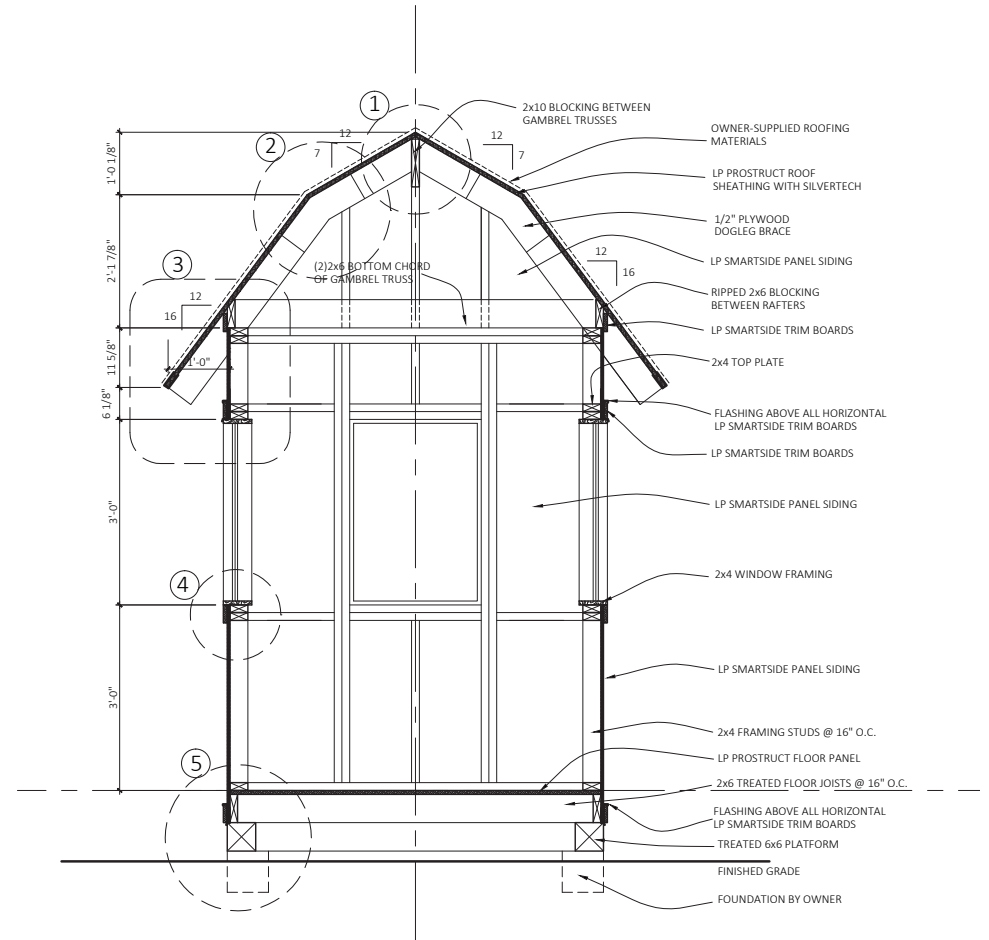 1
2x10 BLOCKING BETWEEN
GAMBREL TRUSSES
OWNER-SUPPLIED ROOFING
MATERIALS
12
7
12
7
2
1'-0 1/8"
LP PROSTRUCT ROOF
SHEATHING WITH SILVERTECH
1/2" PLYWOOD
DOGLEG BRACE
2'-1 7/8"
3
(2)2x6 BOTTOM CHORD
OF GAMBREL TRUSS
12
16
LP SMARTSIDE PANEL SIDING
12
16
RIPPED 2x6 BLOCKING
BETWEEN RAFTERS
LP SMARTSIDE TRIM BOARDS
11 5/8"
1'-0"
2x4 TOP PLATE
6 1/8"
FLASHING ABOVE ALL HORIZONTAL
LP SMARTSIDE TRIM BOARDS
LP SMARTSIDE TRIM BOARDS
3'-0"
LP SMARTSIDE PANEL SIDING
4
2x4 WINDOW FRAMING
3'-0"
LP SMARTSIDE PANEL SIDING
2x4 FRAMING STUDS @ 16" O.C.
5
LP PROSTRUCT FLOOR PANEL
2x6 TREATED FLOOR JOISTS @ 16" O.C.
FLASHING ABOVE ALL HORIZONTAL
LP SMARTSIDE TRIM BOARDS
TREATED 6x6 PLATFORM
FINISHED GRADE
FOUNDATION BY OWNER